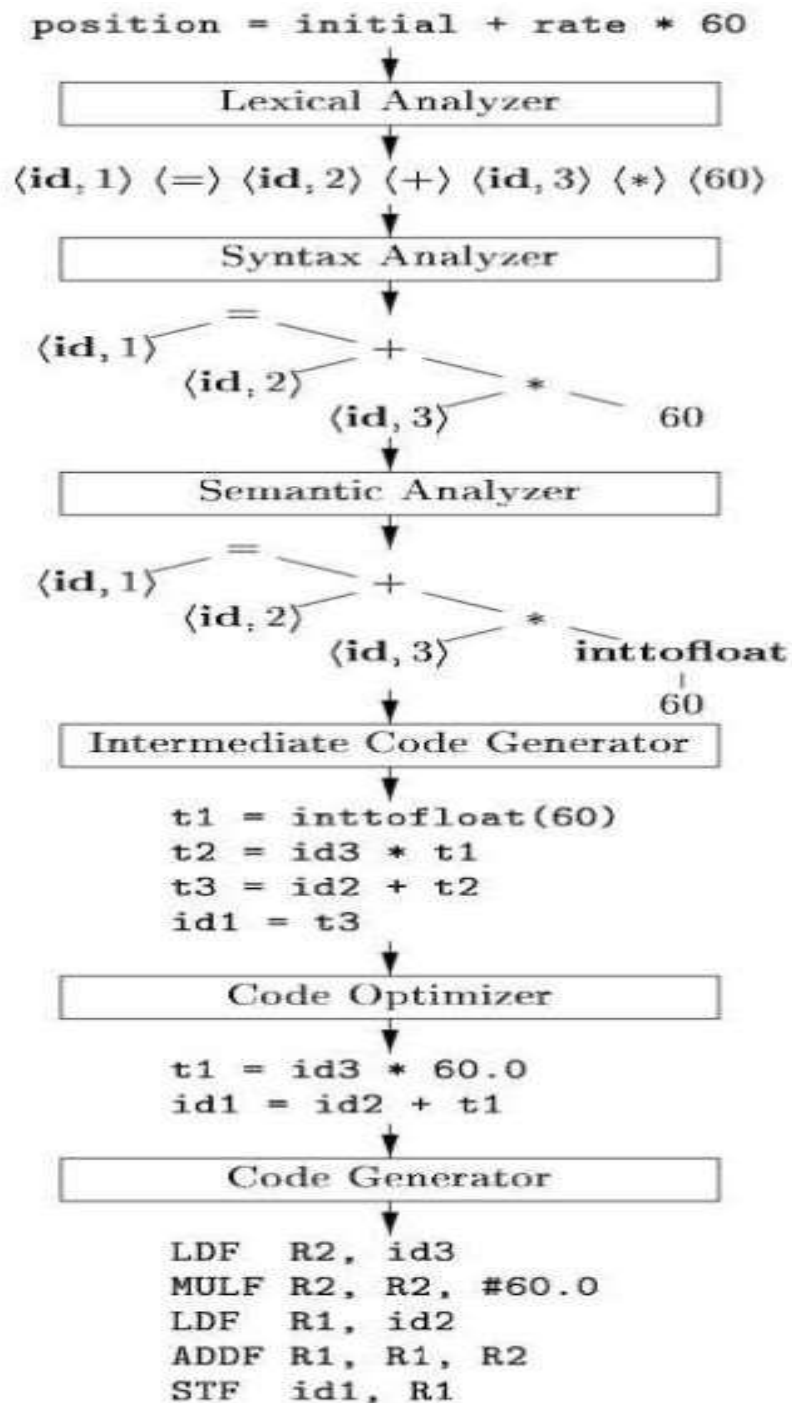 position = initial + rate * 60
Lexical Analyzer
⟨id, 1⟩ ⟨=⟩ ⟨id, 2⟩ ⟨+⟩ ⟨id, 3⟩ ⟨*⟩ ⟨60⟩
Syntax Analyzer
=
⟨id, 1⟩ +
⟨id, 2⟩ *
⟨id, 3⟩ 60
Semantic Analyzer
=
⟨id, 1⟩ +
⟨id, 2⟩ *
⟨id, 3⟩ inttofloat
60
Intermediate Code Generator
t1 = inttofloat(60)
t2 = id3 * t1
t3 = id2 + t2
id1 = t3
Code Optimizer
t1 = id3 * 60.0
id1 = id2 + t1
Code Generator
LDF R2, id3
MULF R2, R2, #60.0
LDF R1, id2
ADDF R1, R1, R2
STF id1, R1